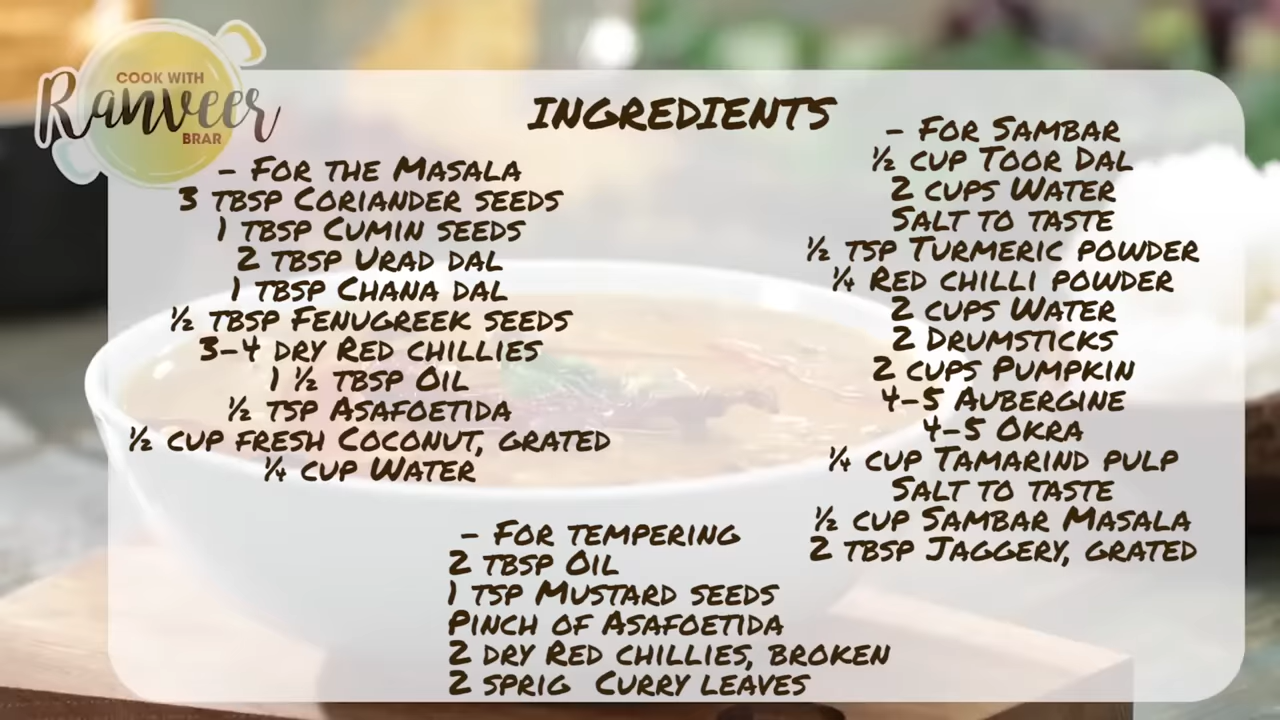 COOK WITH
Ranveer
BRAR
INGREDIENTS
- FOR THE MASALA
3 TBSP CORIANDER SEEDS
1 TBSP CUMIN SEEDS
2 TBSP URAD DAL
1 TBSP CHANA DAL
½ TBSP FENUGREEK SEEDS
3-4 DRY RED CHILLIES
1 ½ TBSP OIL
½ TSP ASAFOETIDA
½ CUP FRESH COCONUT, GRATED
¼ CUP WATER
- FOR SAMBAR
½ CUP TOOR DAL
2 CUPS WATER
SALT TO TASTE
½ TSP TURMERIC POWDER
¼ RED CHILLI POWDER
2 CUPS WATER
2 DRUMSTICKS
2 CUPS PUMPKIN
4-5 AUBERGINE
4-5 OKRA
¼ CUP TAMARIND PULP
SALT TO TASTE
½ CUP SAMBAR MASALA
2 TBSP JAGGERY, GRATED
- FOR TEMPERING
2 TBSP OIL
1 TSP MUSTARD SEEDS
PINCH OF ASAFOETIDA
2 DRY RED CHILLIES, BROKEN
2 SPRIG CURRY LEAVES